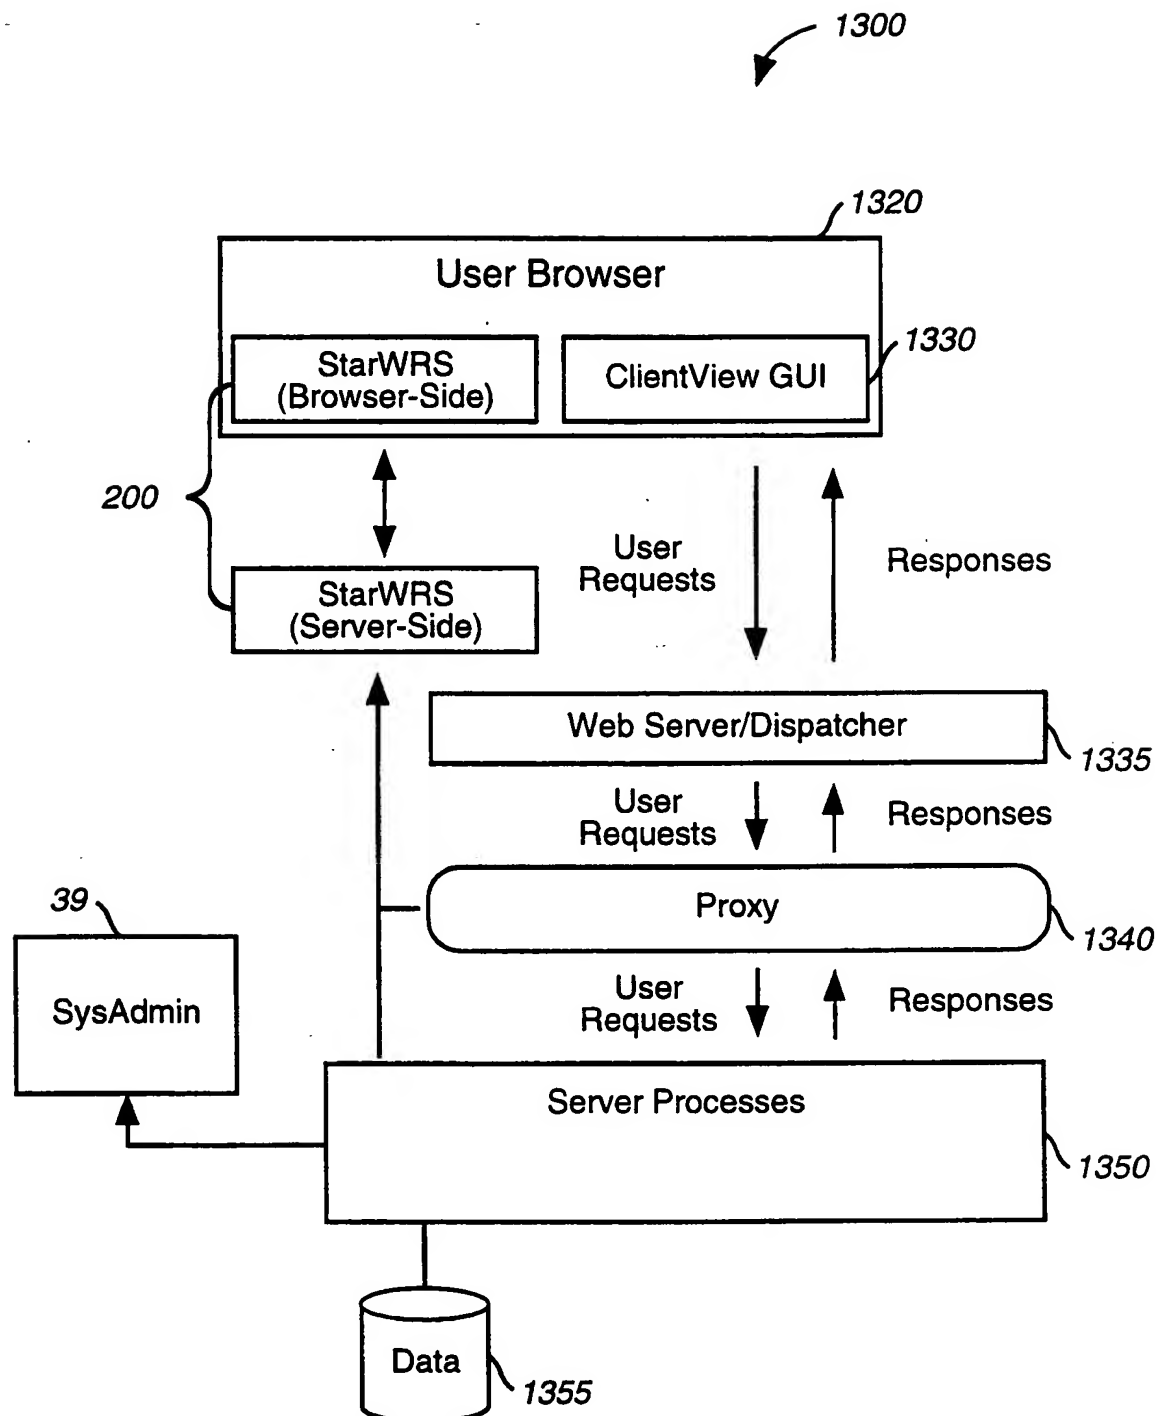 1300
1320
User Browser
1330
StarWRS
(Browser-Side)
ClientView GUI
200
User
Requests
Responses
StarWRS
(Server-Side)
Web Server/Dispatcher
1335
User
Requests
Responses
39
Proxy
1340
SysAdmin
User
Requests
Responses
Server Processes
1350
Data
1355